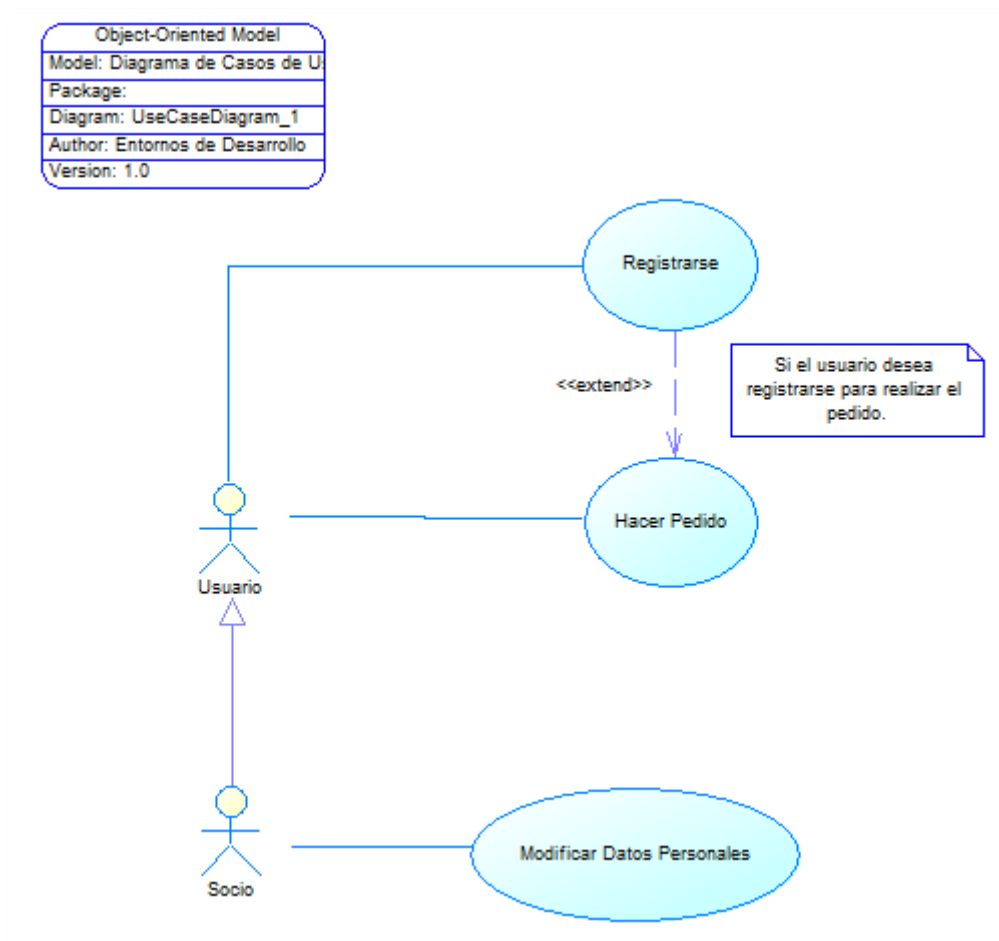 Object-Oriented Model
Model: Diagrama de Casos de U
Package:
Diagram: UseCaseDiagram_1
Author: Entornos de Desarrollo
Version: 1.0
Registrarse
<<extend>>
Si el usuario desea
registrarse para realizar el
pedido.
Hacer Pedido
Usuario
Modificar Datos Personales
Socio